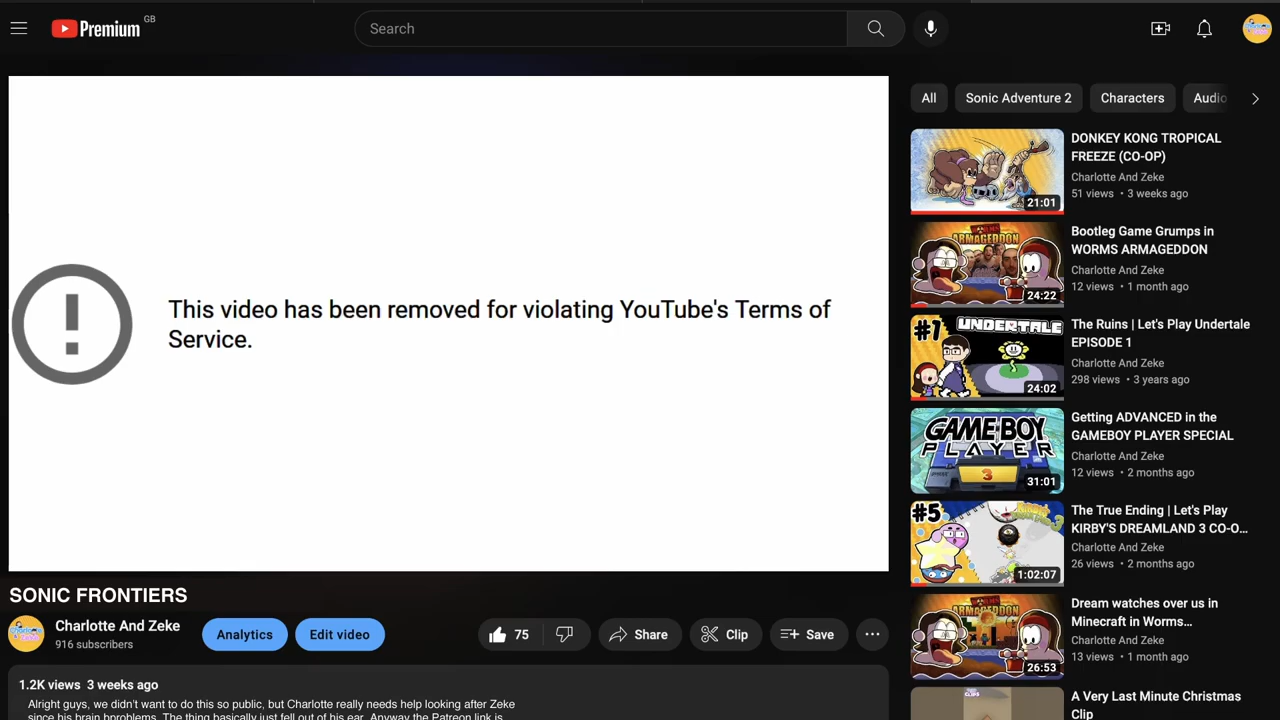 Premium GB
Search
This video has been removed for violating YouTube's Terms of
Service.
SONIC FRONTIERS
Charlotte And Zeke
916 subscribers
Analytics
Edit video
75
Share
Clip
Save
1.2K views 3 weeks ago
Alright guys, we didn't want to do this so public, but Charlotte really needs help looking after Zeke
since his brain bproblems. The thing basically just fell out of his ear. Anyway the Patreon link is
All
Sonic Adventure 2
Characters
Audio
21:01
DONKEY KONG TROPICAL
FREEZE (CO-OP)
Charlotte And Zeke
51 views • 3 weeks ago
ARMAGEDDON
24:22
Bootleg Game Grumps in
WORMS ARMAGEDDON
Charlotte And Zeke
12 views • 1 month ago
#1 UNDERTALE
24:02
The Ruins | Let's Play Undertale
EPISODE 1
Charlotte And Zeke
298 views • 3 years ago
GAME BOY
PLAYER
3
31:01
Getting ADVANCED in the
GAMEBOY PLAYER SPECIAL
Charlotte And Zeke
12 views • 2 months ago
#5
1:02:07
The True Ending | Let's Play
KIRBY'S DREAMLAND 3 CO-O...
Charlotte And Zeke
26 views • 2 months ago
ARMAGEDDON
26:53
Dream watches over us in
Minecraft in Worms...
Charlotte And Zeke
13 views • 1 month ago
A Very Last Minute Christmas
Clip